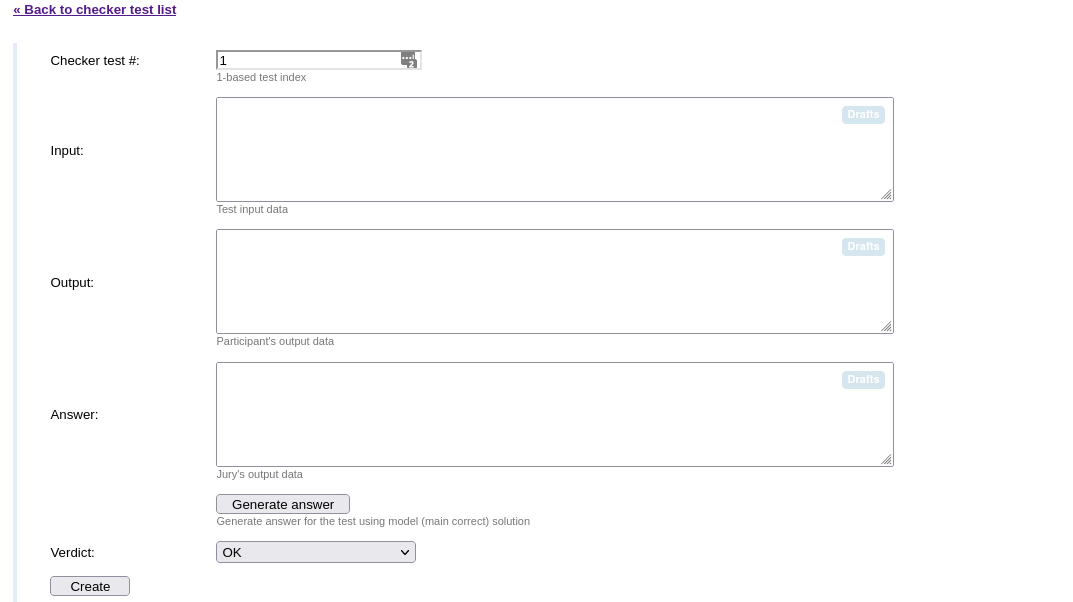 « Back to checker test list
Checker test #:
1
1-based test index
Input:
Drafts
Test input data
Output:
Drafts
Participant's output data
Answer:
Drafts
Jury's output data
Generate answer
Generate answer for the test using model (main correct) solution
Verdict:
OK
Create